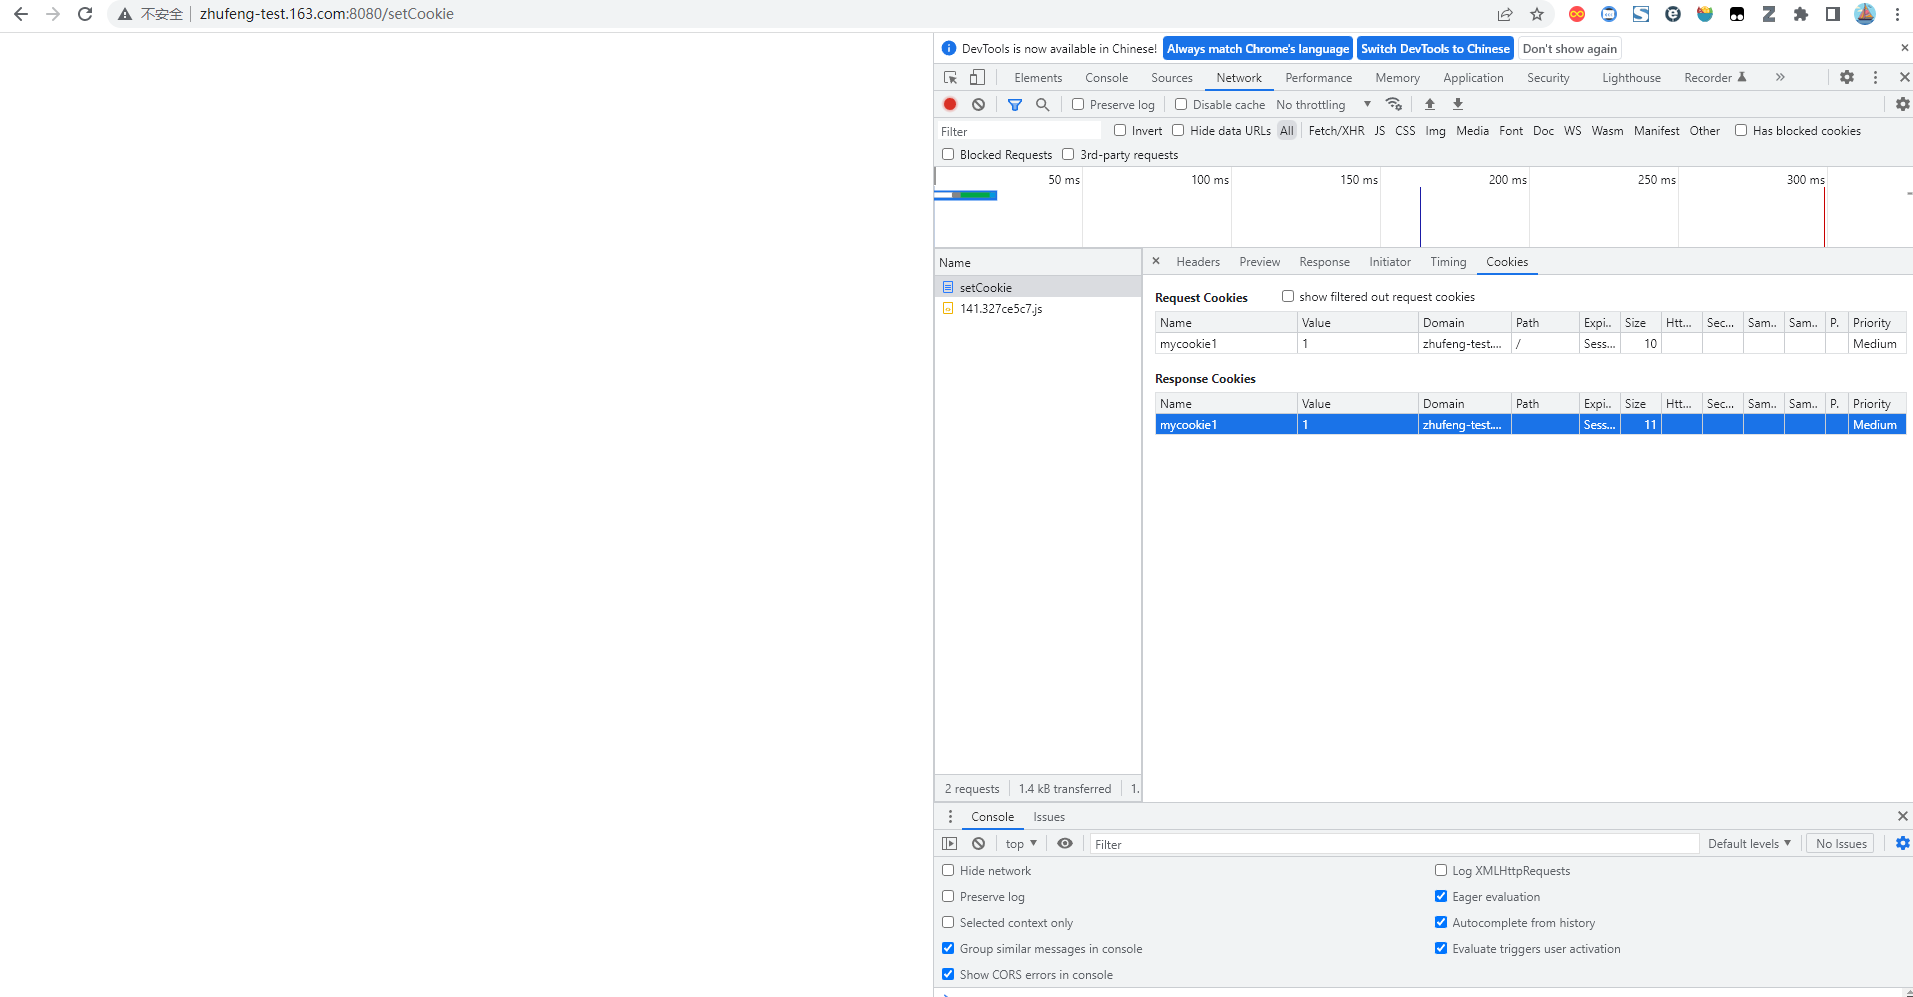 不安全 zhufeng-test.163.com:8080/setCookie
DevTools is now available in Chinese! Always match Chrome's language Switch DevTools to Chinese Don't show again
Elements Console Sources Network Performance Memory Application Security Lighthouse Recorder
Preserve log Disable cache No throttling
Filter Invert Hide data URLs All Fetch/XHR JS CSS Img Media Font Doc WS Wasm Manifest Other Has blocked cookies
Blocked Requests 3rd-party requests
50 ms 100 ms 150 ms 200 ms 250 ms 300 ms
Name
setCookie
141.327ce5c7.js
2 requests 1.4 kB transferred 1.
Headers Preview Response Initiator Timing Cookies
Request Cookies show filtered out request cookies
Name Value Domain Path Expi.. Size Htt... Sec... Sam.. Sam.. P. Priority
mycookie1 1 zhufeng-test.... / Sess... 10 Medium
Response Cookies
Name Value Domain Path Expi.. Size Htt... Sec... Sam.. Sam.. P. Priority
mycookie1 1 zhufeng-test.... Sess... 11 Medium
Console Issues
top Filter Default levels No Issues
Hide network Log XMLHttpRequests
Preserve log Eager evaluation
Selected context only Autocomplete from history
Group similar messages in console Evaluate triggers user activation
Show CORS errors in console